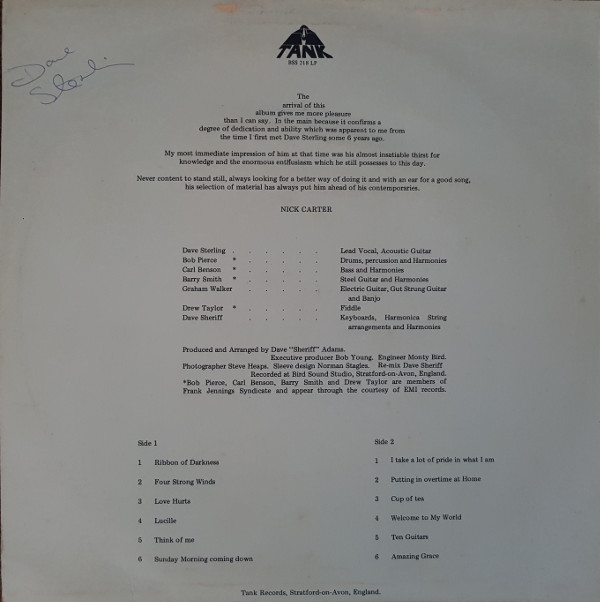 Dave
Sterling
TANK
BSS 216 LP
The
arrival of this
album gives me more pleasure
than I can say. In the main because it confirms a
degree of dedication and ability which was apparent to me from
the time I first met Dave Sterling some 6 years ago.
My most immediate impression of him at that time was his almost insatiable thirst for
knowledge and the enormous enthusiasm which he still possesses to this day.
Never content to stand still, always looking for a better way of doing it and with an ear for a good song,
his selection of material has always put him ahead of his contemporaries.
NICK CARTER
Dave Sterling . . . . . . Lead Vocal, Acoustic Guitar
Bob Pierce * . . . . . Drums, percussion and Harmonies
Carl Benson * . . . . . Bass and Harmonies
Barry Smith * . . . . . Steel Guitar and Harmonies
Graham Walker . . . . . Electric Guitar, Gut Strung Guitar
and Banjo
Drew Taylor * . . . . . Fiddle
Dave Sheriff . . . . . Keyboards, Harmonica String
arrangements and Harmonies
Produced and Arranged by Dave "Sheriff" Adams.
Executive producer Bob Young. Engineer Monty Bird.
Photographer Steve Heaps. Sleeve design Norman Stagles. Re-mix Dave Sheriff
Recorded at Bird Sound Studio, Stratford-on-Avon, England.
*Bob Pierce, Carl Benson, Barry Smith and Drew Taylor are members of
Frank Jennings Syndicate and appear through the courtesy of EMI records.
Side 1
1 Ribbon of Darkness
2 Four Strong Winds
3 Love Hurts
4 Lucille
5 Think of me
6 Sunday Morning coming down
Side 2
1 I take a lot of pride in what I am
2 Putting in overtime at Home
3 Cup of tea
4 Welcome to My World
5 Ten Guitars
6 Amazing Grace
Tank Records, Stratford-on-Avon, England.